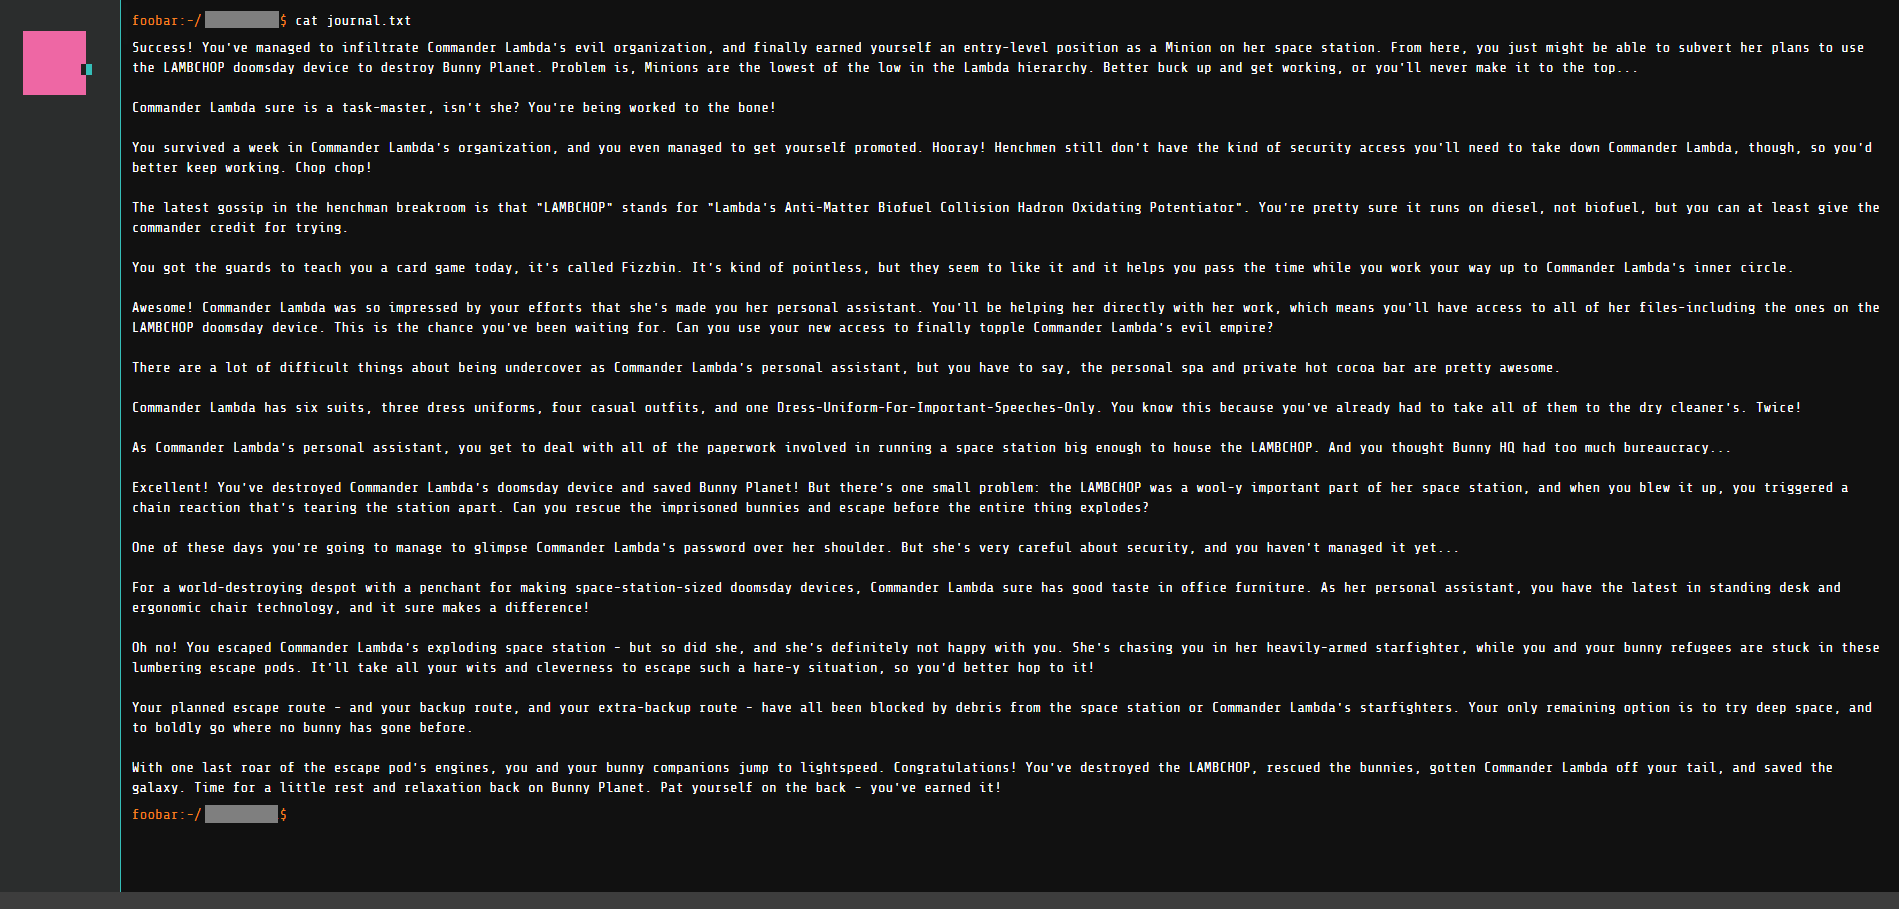 foobar:~/ $ cat journal.txt
Success! You've managed to infiltrate Commander Lambda's evil organization, and finally earned yourself an entry-level position as a Minion on her space station. From here, you just might be able to subvert her plans to use
the LAMBCHOP doomsday device to destroy Bunny Planet. Problem is, Minions are the lowest of the low in the Lambda hierarchy. Better buck up and get working, or you'll never make it to the top...
Commander Lambda sure is a task-master, isn't she? You're being worked to the bone!
You survived a week in Commander Lambda's organization, and you even managed to get yourself promoted. Hooray! Henchmen still don't have the kind of security access you'll need to take down Commander Lambda, though, so you'd
better keep working. Chop chop!
The latest gossip in the henchman breakroom is that "LAMBCHOP" stands for "Lambda's Anti-Matter Biofuel Collision Hadron Oxidating Potentiator". You're pretty sure it runs on diesel, not biofuel, but you can at least give the
commander credit for trying.
You got the guards to teach you a card game today, it's called Fizzbin. It's kind of pointless, but they seem to like it and it helps you pass the time while you work your way up to Commander Lambda's inner circle.
Awesome! Commander Lambda was so impressed by your efforts that she's made you her personal assistant. You'll be helping her directly with her work, which means you'll have access to all of her files-including the ones on the
LAMBCHOP doomsday device. This is the chance you've been waiting for. Can you use your new access to finally topple Commander Lambda's evil empire?
There are a lot of difficult things about being undercover as Commander Lambda's personal assistant, but you have to say, the personal spa and private hot cocoa bar are pretty awesome.
Commander Lambda has six suits, three dress uniforms, four casual outfits, and one Dress-Uniform-For-Important-Speeches-Only. You know this because you've already had to take all of them to the dry cleaner's. Twice!
As Commander Lambda's personal assistant, you get to deal with all of the paperwork involved in running a space station big enough to house the LAMBCHOP. And you thought Bunny HQ had too much bureaucracy...
Excellent! You've destroyed Commander Lambda's doomsday device and saved Bunny Planet! But there's one small problem: the LAMBCHOP was a wool-y important part of her space station, and when you blew it up, you triggered a
chain reaction that's tearing the station apart. Can you rescue the imprisoned bunnies and escape before the entire thing explodes?
One of these days you're going to manage to glimpse Commander Lambda's password over her shoulder. But she's very careful about security, and you haven't managed it yet...
For a world-destroying despot with a penchant for making space-station-sized doomsday devices, Commander Lambda sure has good taste in office furniture. As her personal assistant, you have the latest in standing desk and
ergonomic chair technology, and it sure makes a difference!
Oh no! You escaped Commander Lambda's exploding space station - but so did she, and she's definitely not happy with you. She's chasing you in her heavily-armed starfighter, while you and your bunny refugees are stuck in these
lumbering escape pods. It'll take all your wits and cleverness to escape such a hare-y situation, so you'd better hop to it!
Your planned escape route - and your backup route, and your extra-backup route - have all been blocked by debris from the space station or Commander Lambda's starfighters. Your only remaining option is to try deep space, and
to boldly go where no bunny has gone before.
With one last roar of the escape pod's engines, you and your bunny companions jump to lightspeed. Congratulations! You've destroyed the LAMBCHOP, rescued the bunnies, gotten Commander Lambda off your tail, and saved the
galaxy. Time for a little rest and relaxation back on Bunny Planet. Pat yourself on the back - you've earned it!
foobar:~/ $